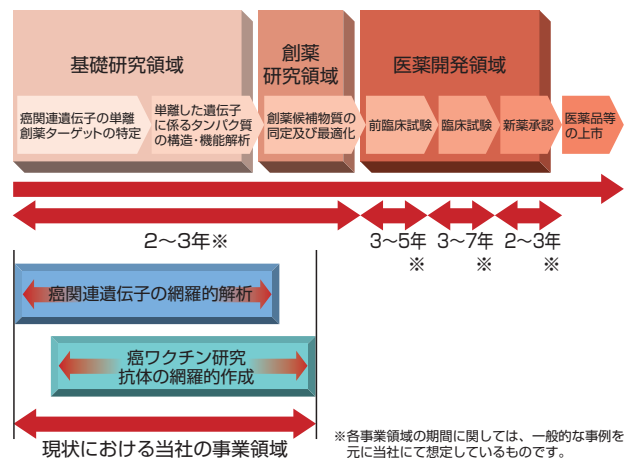 基礎研究領域
創薬
研究領域
医薬開発領域
癌関連遺伝子の単離
創薬ターゲットの特定
単離した遺伝子
に係るタンパク質
の構造・機能解析
創薬候補物質の
同定及び最適化
前臨床試験
臨床試験
新薬承認
医薬品等
の上市
2〜3年※
3〜5年
※
3〜7年
※
2〜3年
※
癌関連遺伝子の網羅的解析
癌ワクチン研究
抗体の網羅的作成
現状における当社の事業領域
※各事業領域の期間に関しては、一般的な事例を
元に当社にて想定しているものです。